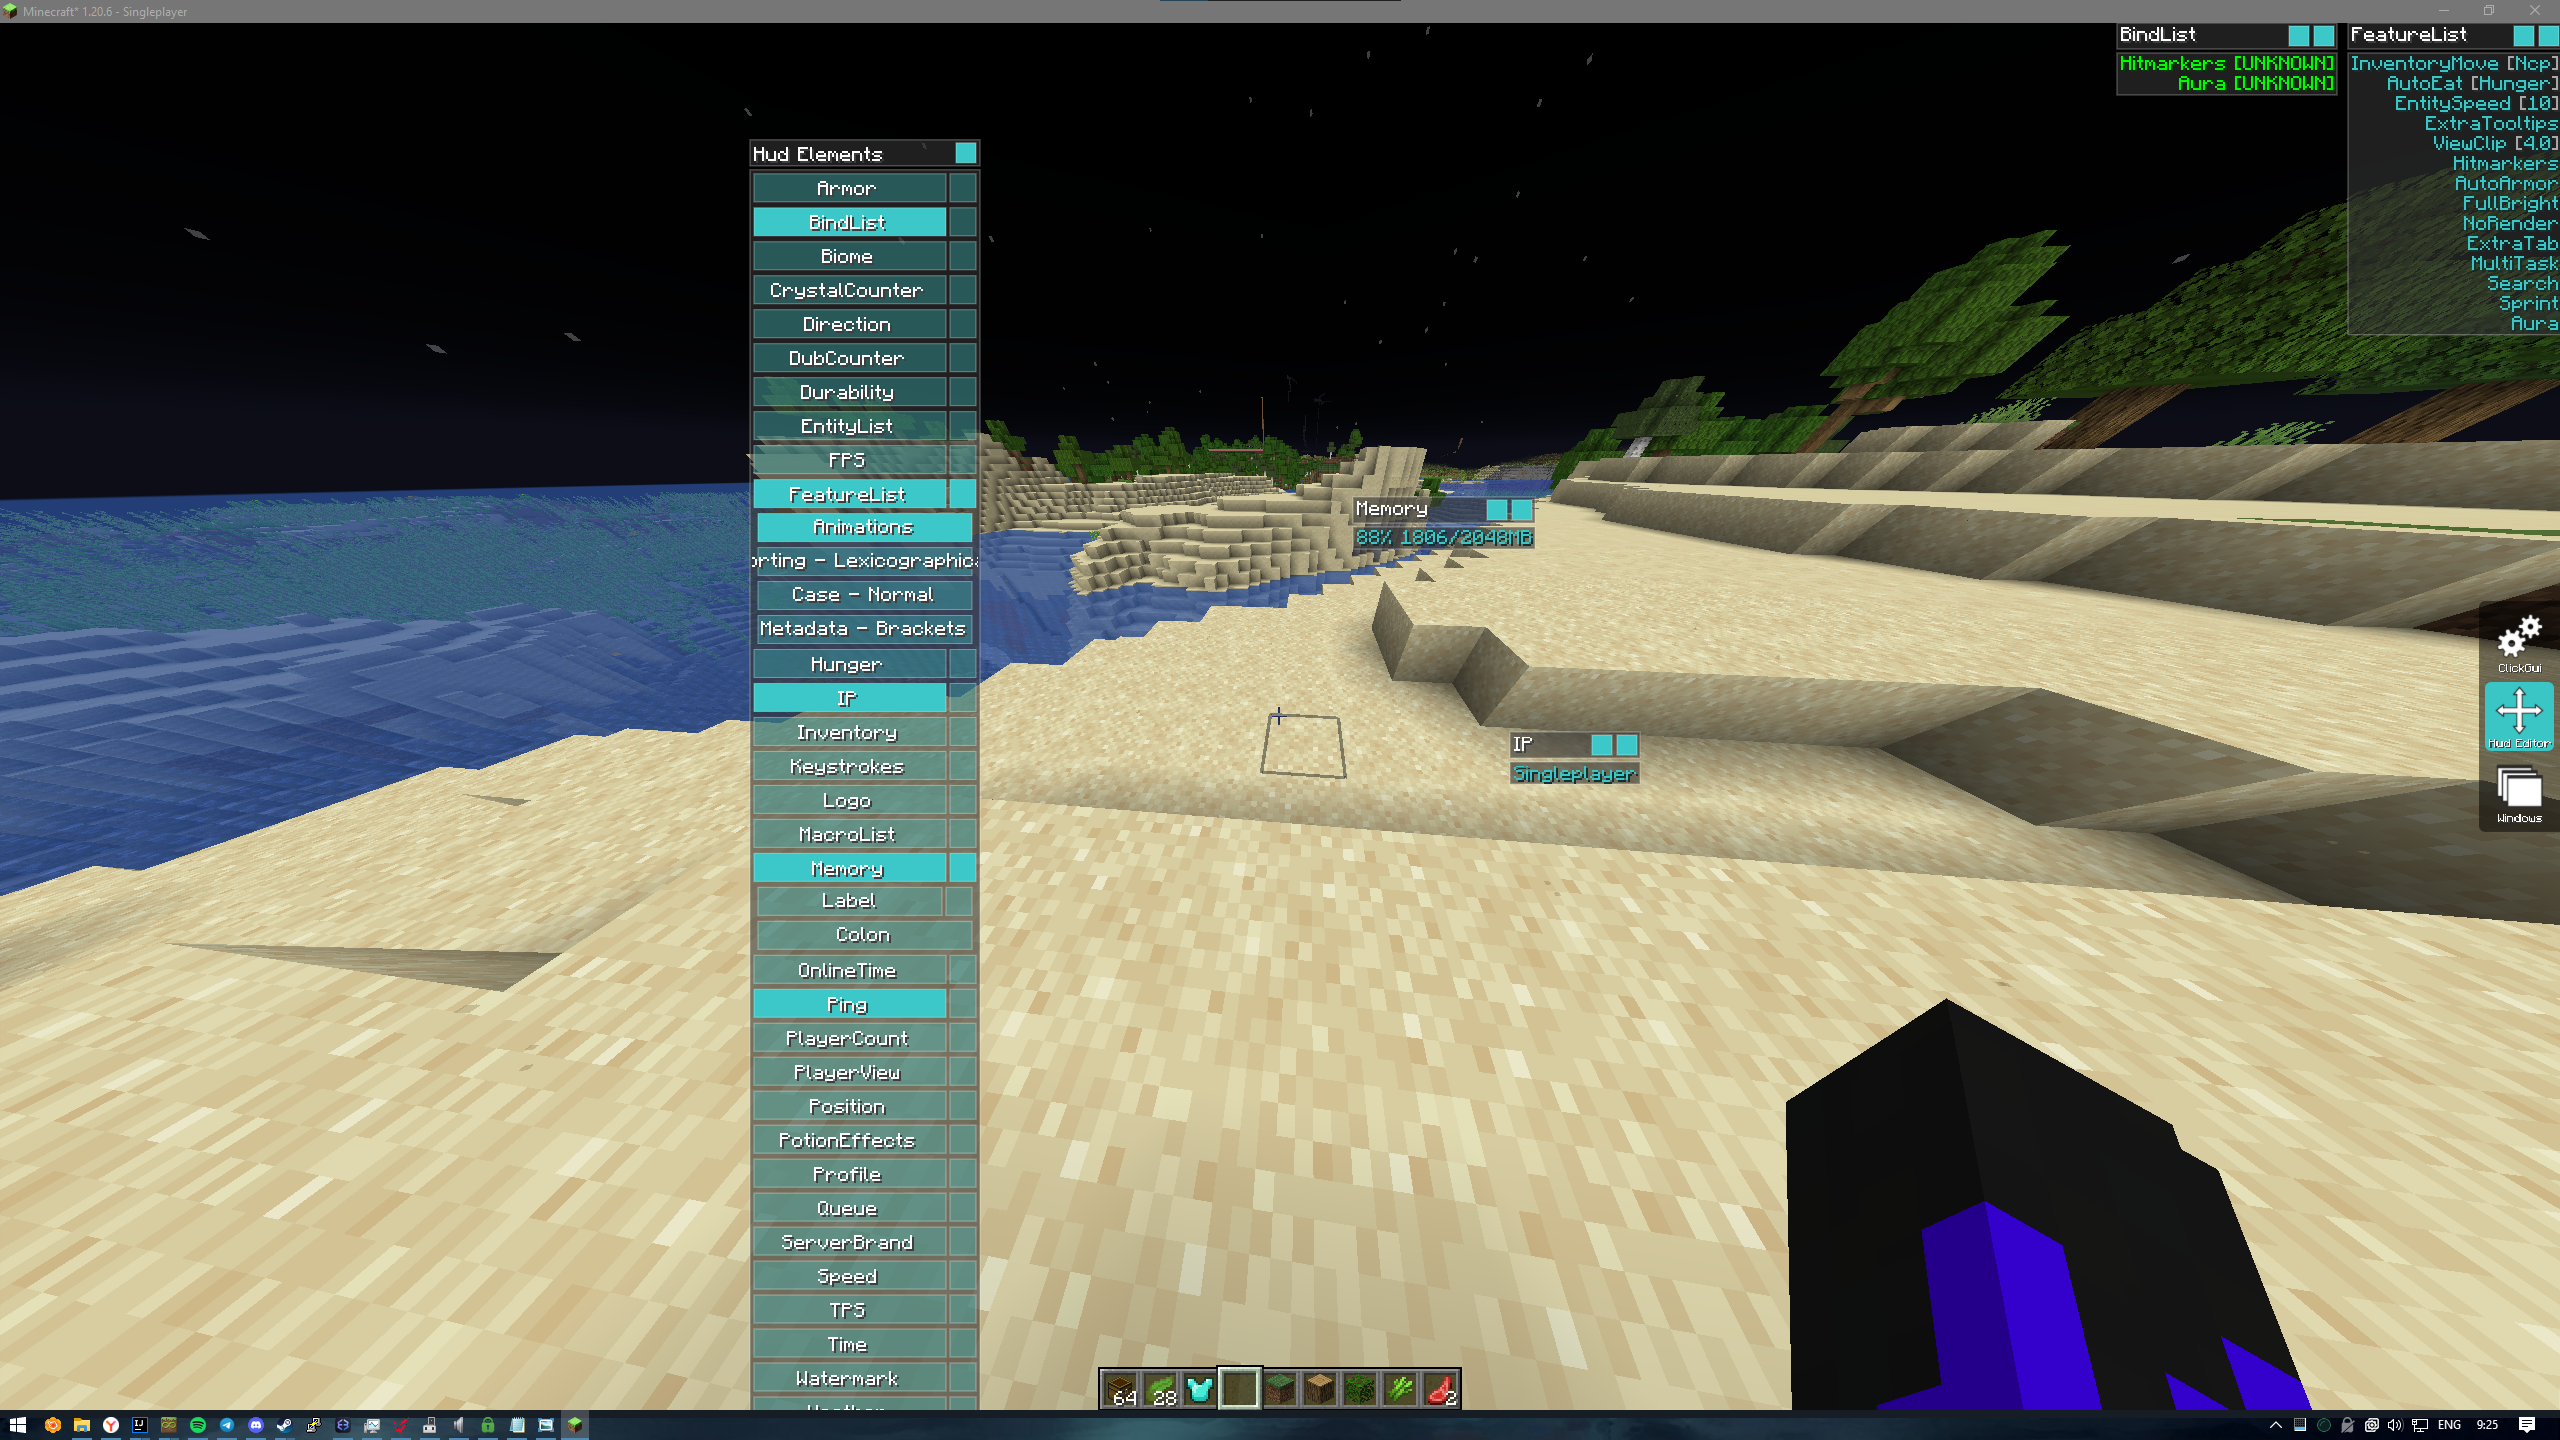 Minecraft* 1.20.6 - Singleplayer
BindList
Hitmarkers [UNKNOWN]
Aura [UNKNOWN]
FeatureList
InventoryMove [Ncp]
AutoEat [Hunger]
EntitySpeed [10]
ExtraTooltips
ViewClip [4.0]
Hitmarkers
AutoArmor
FullBright
NoRender
ExtraTab
MultiTask
Search
Sprint
Aura
Hud Elements
Armor
BindList
Biome
CrystalCounter
Direction
DubCounter
Durability
EntityList
FPS
FeatureList
Animations
orting - Lexicographica
Case - Normal
Metadata - Brackets
Hunger
IP
Inventory
Keystrokes
Logo
MacroList
Memory
Label
Colon
OnlineTime
Ping
PlayerCount
PlayerView
Position
PotionEffects
Profile
Queue
ServerBrand
Speed
TPS
Time
Watermark
Memory
88% 1806/2048MB
IP
Singleplayer
ClickGui
Hud Editor
Windows
64
28
2
ENG
9:25